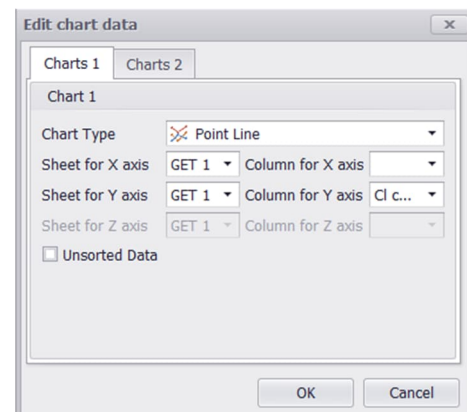 Edit chart data
Charts 1 Charts 2
Chart 1
Chart Type Point Line
Sheet for X axis GET 1 Column for X axis
Sheet for Y axis GET 1 Column for Y axis Cl c...
Sheet for Z axis GET 1 Column for Z axis
Unsorted Data
OK Cancel